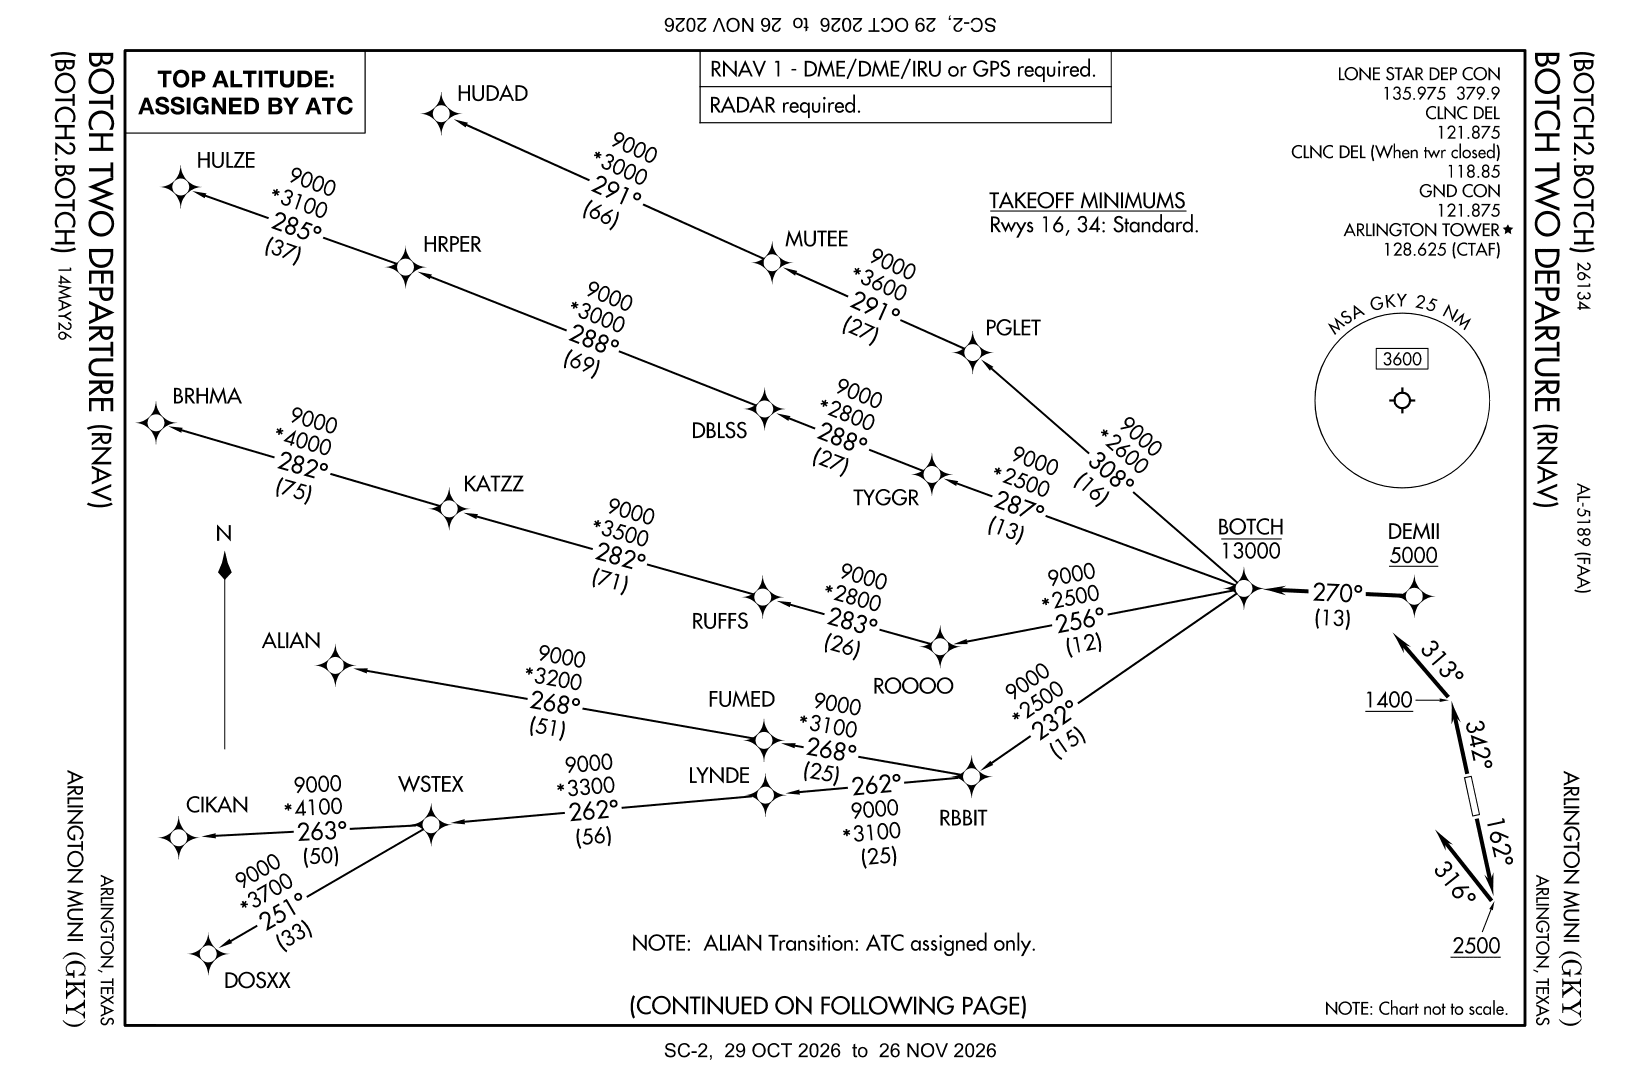 SC-2, 29 OCT 2026 to 26 NOV 2026
(BOTCH2.BOTCH) 14MAY26
BOTCH TWO DEPARTURE (RNAV)
ARLINGTON MUNI (GKY)
ARLINGTON, TEXAS
TOP ALTITUDE:
ASSIGNED BY ATC
RNAV 1 - DME/DME/IRU or GPS required.
RADAR required.
LONE STAR DEP CON
135.975 379.9
CLNC DEL
121.875
CLNC DEL (When twr closed)
118.85
GND CON
121.875
ARLINGTON TOWER★
128.625 (CTAF)
TAKEOFF MINIMUMS
Rwys 16, 34: Standard.
MSA GKY 25 NM
3600
HUDAD
9000
*3000
291°
(66)
MUTEE
9000
*3600
291°
(27)
PGLET
9000
*2600
308°
(16)
HULZE
9000
*3100
285°
(37)
HRPER
9000
*3000
288°
(69)
DBLSS
9000
*2800
288°
(27)
TYGGR
9000
*2500
287°
(13)
BRHMA
9000
*4000
282°
(75)
KATZZ
9000
*3500
282°
(71)
RUFFS
9000
*2800
283°
(26)
ROOOO
9000
*2500
256°
(12)
BOTCH
13000
270°
(13)
DEMII
5000
N
ALIAN
9000
*3200
268°
(51)
FUMED
9000
*3100
268°
(25)
RBBIT
9000
*2500
232°
(15)
CIKAN
9000
*4100
263°
(50)
WSTEX
9000
*3300
262°
(56)
LYNDE
262°
9000
*3100
(25)
9000
*3700
251°
(33)
DOSXX
313°
1400
342°
162°
316°
2500
NOTE: ALIAN Transition: ATC assigned only.
(CONTINUED ON FOLLOWING PAGE)
NOTE: Chart not to scale.
(BOTCH2.BOTCH) 26134
BOTCH TWO DEPARTURE (RNAV)
AL-5189 (FAA)
ARLINGTON MUNI (GKY)
ARLINGTON, TEXAS
SC-2, 29 OCT 2026 to 26 NOV 2026